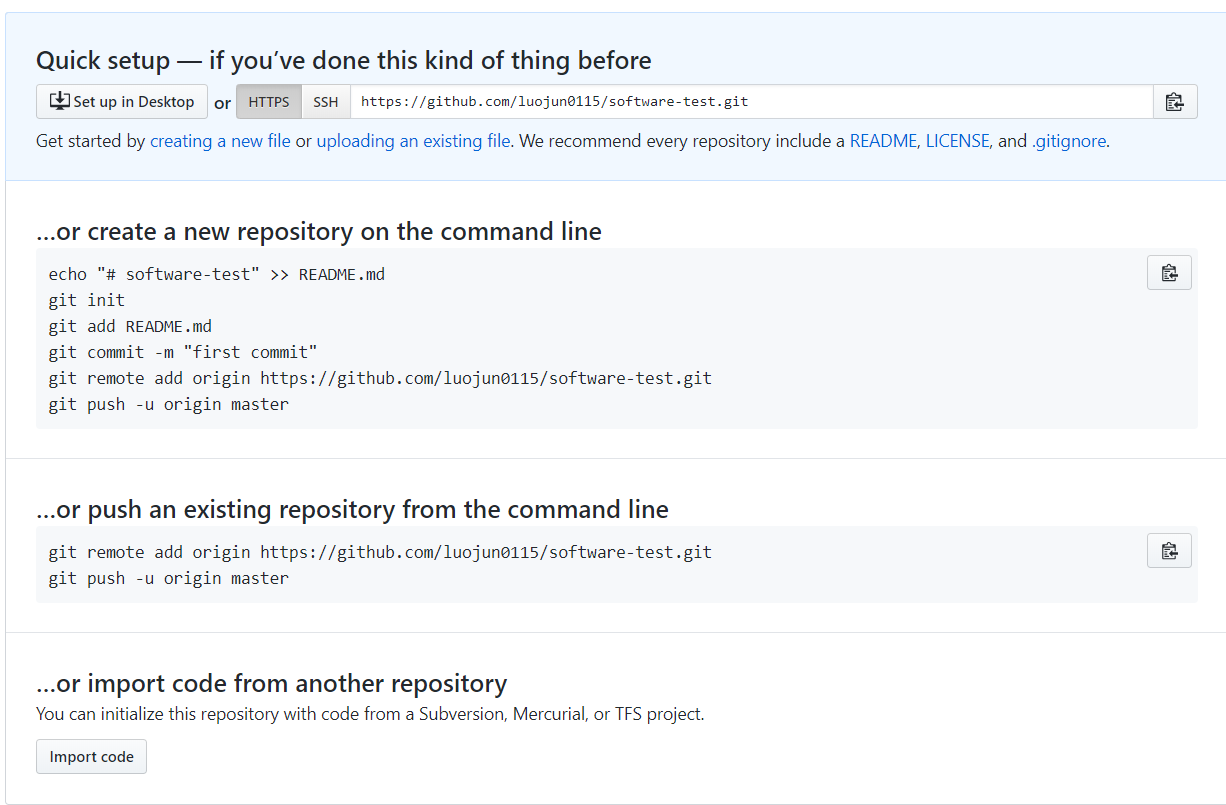 Quick setup — if you’ve done this kind of thing before
Set up in Desktop or HTTPS SSH https://github.com/luojun0115/software-test.git
Get started by creating a new file or uploading an existing file. We recommend every repository include a README, LICENSE, and .gitignore.
…or create a new repository on the command line
echo "# software-test" >> README.md
git init
git add README.md
git commit -m "first commit"
git remote add origin https://github.com/luojun0115/software-test.git
git push -u origin master
…or push an existing repository from the command line
git remote add origin https://github.com/luojun0115/software-test.git
git push -u origin master
…or import code from another repository
You can initialize this repository with code from a Subversion, Mercurial, or TFS project.
Import code